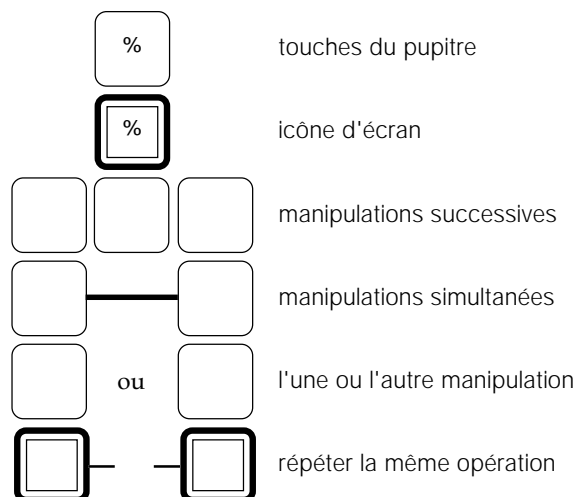 % touches du pupitre
% icône d'écran
manipulations successives
manipulations simultanées
ou l'une ou l'autre manipulation
répéter la même opération